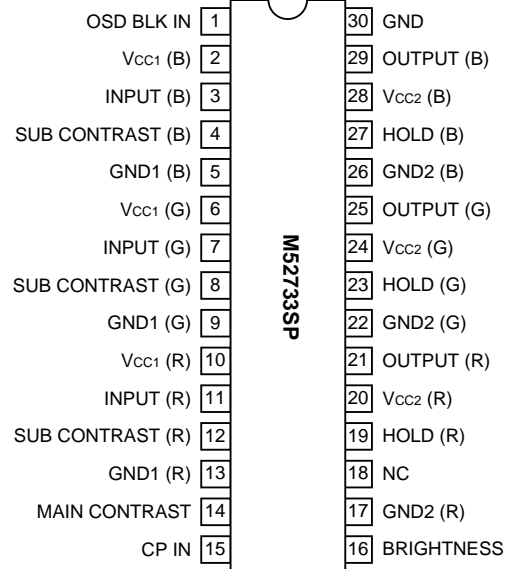 OSD BLK IN 1 30 GND
VCC1 (B) 2 29 OUTPUT (B)
INPUT (B) 3 28 VCC2 (B)
SUB CONTRAST (B) 4 27 HOLD (B)
GND1 (B) 5 26 GND2 (B)
VCC1 (G) 6 25 OUTPUT (G)
INPUT (G) 7 24 VCC2 (G)
SUB CONTRAST (G) 8 23 HOLD (G)
GND1 (G) 9 22 GND2 (G)
VCC1 (R) 10 21 OUTPUT (R)
INPUT (R) 11 20 VCC2 (R)
SUB CONTRAST (R) 12 19 HOLD (R)
GND1 (R) 13 18 NC
MAIN CONTRAST 14 17 GND2 (R)
CP IN 15 16 BRIGHTNESS
M52733SP